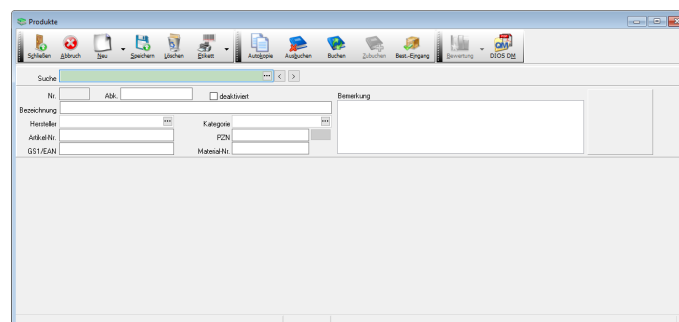 Produkte
Schließen Abbruch Neu Speichern Löschen Etikett Autokopie Ausbuchen Buchen Zubuchen Best.-Eingang Bewertung DIOS DM
Suche ... < >
Nr. Abk. deaktiviert Bemerkung
Bezeichnung
Hersteller ... Kategorie ...
Artikel-Nr. PZN
GS1/EAN Material-Nr.